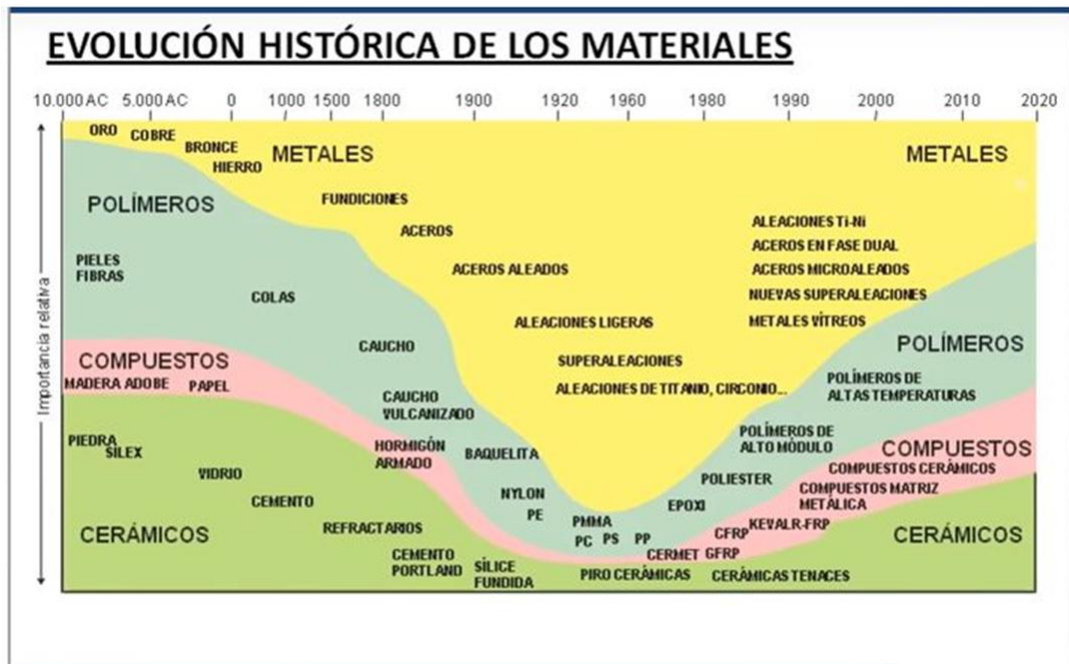 EVOLUCIÓN HISTÓRICA DE LOS MATERIALES
10.000 AC 5.000 AC 0 1000 1500 1800 1900 1920 1960 1980 1990 2000 2010 2020
Importancia relativa
ORO
COBRE
BRONCE
HIERRO
METALES
METALES
FUNDICIONES
ACEROS
ACEROS ALEADOS
ALEACIONES LIGERAS
SUPERALEACIONES
ALEACIONES DE TITANIO, CIRCONIO...
ALEACIONES Ti-Ni
ACEROS EN FASE DUAL
ACEROS MICROALEADOS
NUEVAS SUPERALEACIONES
METALES VÍTREOS
POLÍMEROS
PIELES
FIBRAS
COLAS
CAUCHO
CAUCHO
VULCANIZADO
BAQUELITA
NYLON
PE
PMMA
PC PS PP
EPOXI
POLIESTER
POLÍMEROS DE
ALTO MÓDULO
POLÍMEROS DE
ALTAS TEMPERATURAS
POLÍMEROS
COMPUESTOS
MADERA ADOBE PAPEL
HORMIGÓN
ARMADO
CERMET GFRP
CFRP
KEVALR-FRP
COMPUESTOS MATRIZ
METÁLICA
COMPUESTOS CERÁMICOS
COMPUESTOS
PIEDRA
SILEX
VIDRIO
CEMENTO
REFRACTARIOS
CEMENTO
PORTLAND
SÍLICE
FUNDIDA
PIRO CERÁMICAS
CERÁMICAS TENACES
CERÁMICOS
CERÁMICOS